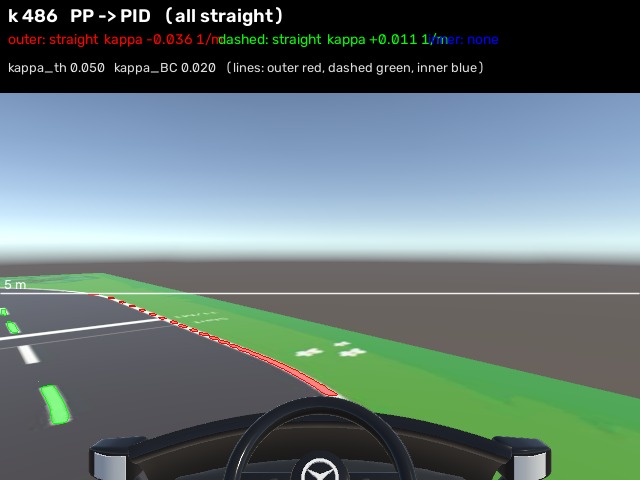 k 486 PP -> PID (all straight)
outer: straight kappa -0.036 1/m dashed: straight kappa +0.011 1/m inner: none
kappa_th 0.050 kappa_BC 0.020 (lines: outer red, dashed green, inner blue)
5 m